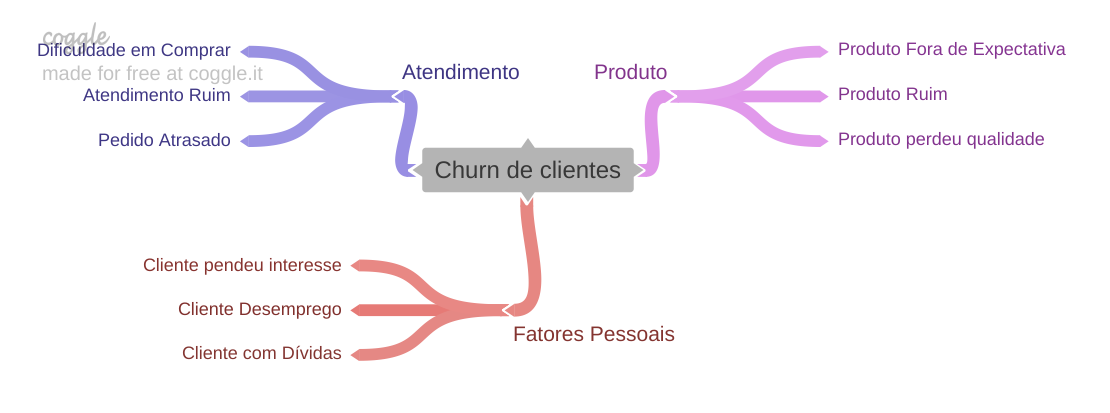 coggle
made for free at coggle.it
Dificuldade em Comprar
Atendimento Ruim
Pedido Atrasado
Atendimento
Produto
Produto Fora de Expectativa
Produto Ruim
Produto perdeu qualidade
Churn de clientes
Cliente pendeu interesse
Cliente Desemprego
Cliente com Dívidas
Fatores Pessoais